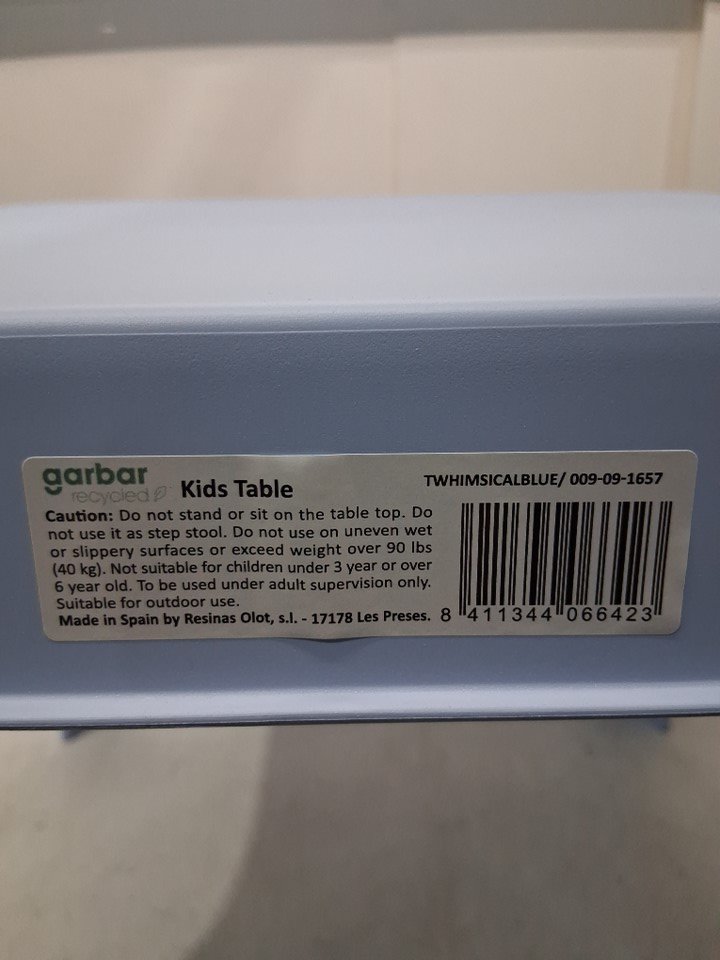 garbar
recycled
Kids Table
TWHIMSICALBLUE/ 009-09-1657
Caution: Do not stand or sit on the table top. Do
not use it as step stool. Do not use on uneven wet
or slippery surfaces or exceed weight over 90 lbs
(40 kg). Not suitable for children under 3 year or over
6 year old. To be used under adult supervision only.
Suitable for outdoor use.
Made in Spain by Resinas Olot, s.l. - 17178 Les Preses.
8 411344 066423